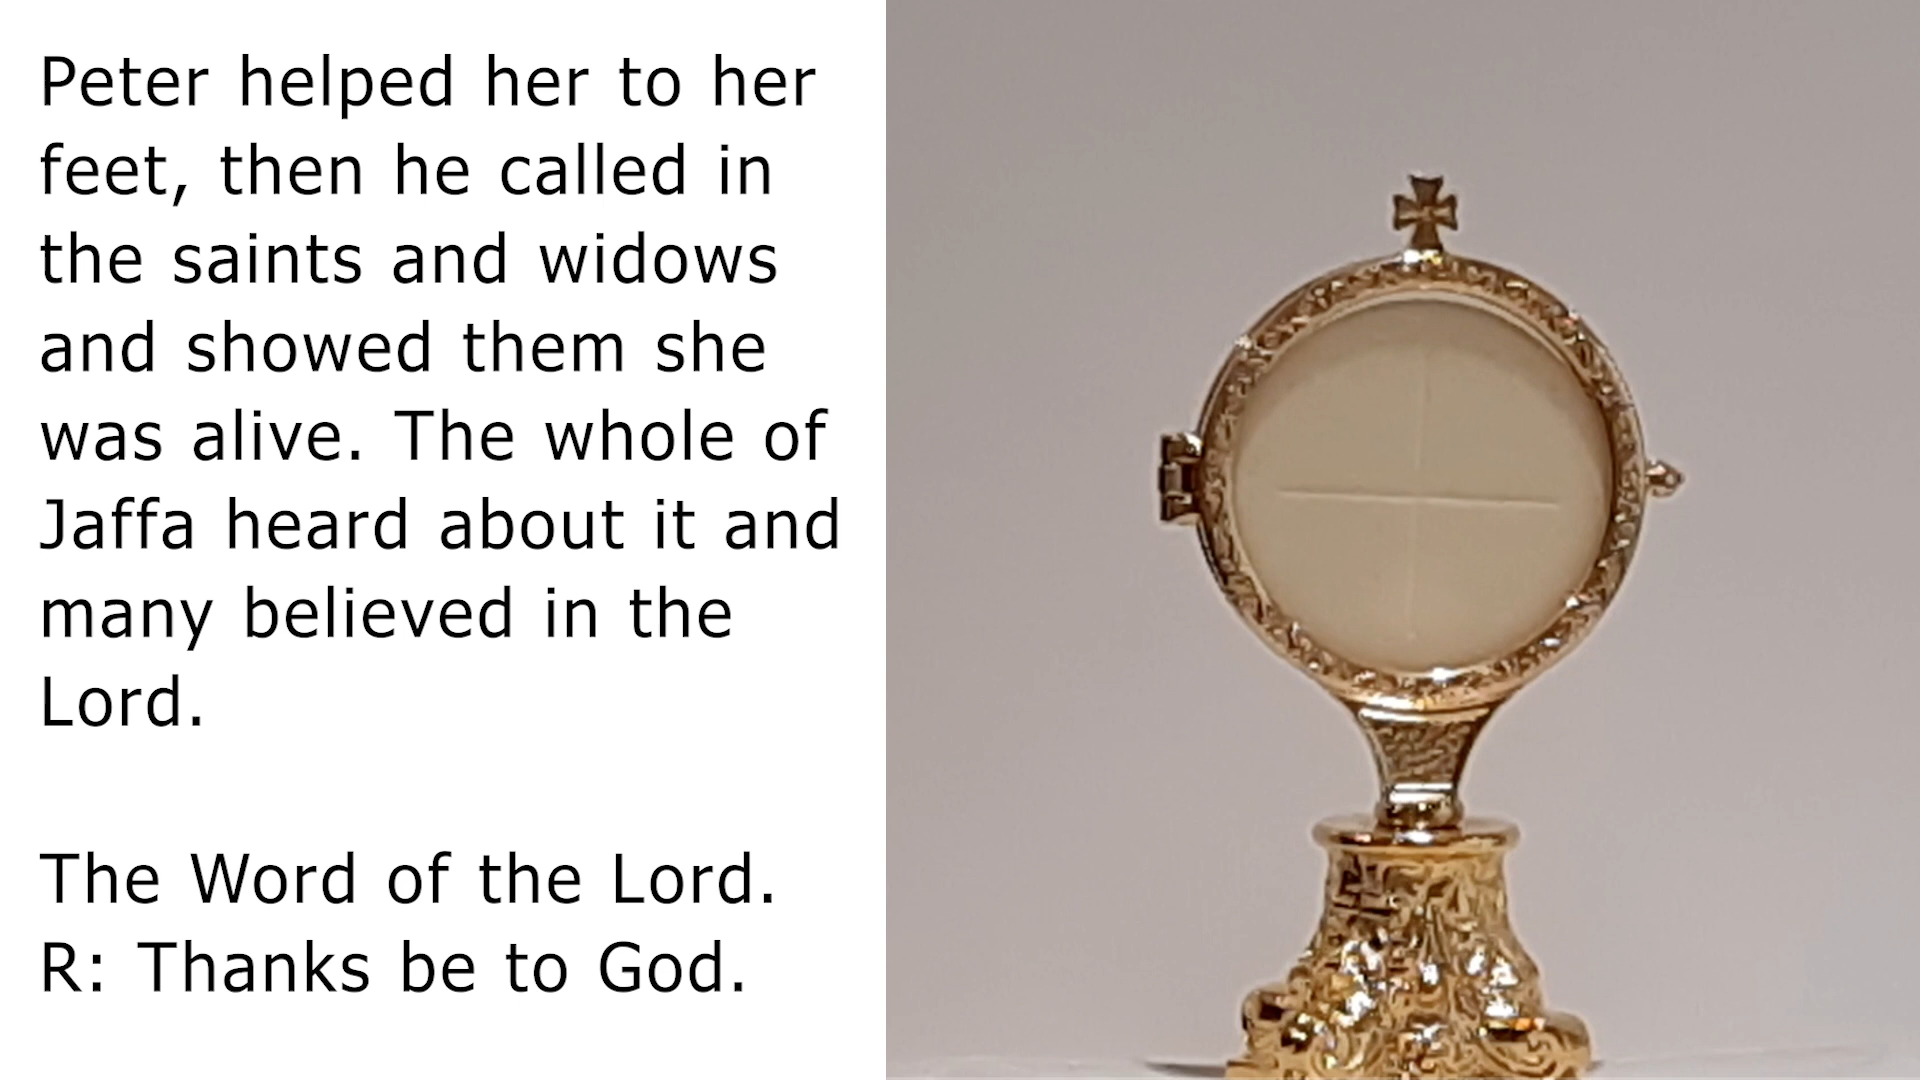 Peter helped her to her
feet, then he called in
the saints and widows
and showed them she
was alive. The whole of
Jaffa heard about it and
many believed in the
Lord.
The Word of the Lord.
R: Thanks be to God.